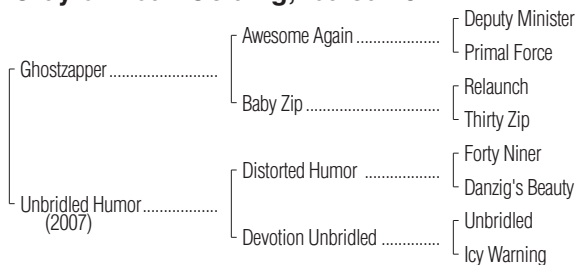 Deputy Minister
Awesome Again
Primal Force
Ghostzapper
Relaunch
Baby Zip
Thirty Zip
Forty Niner
Distorted Humor
Danzig's Beauty
Unbridled Humor
(2007)
Unbridled
Devotion Unbridled
Icy Warning